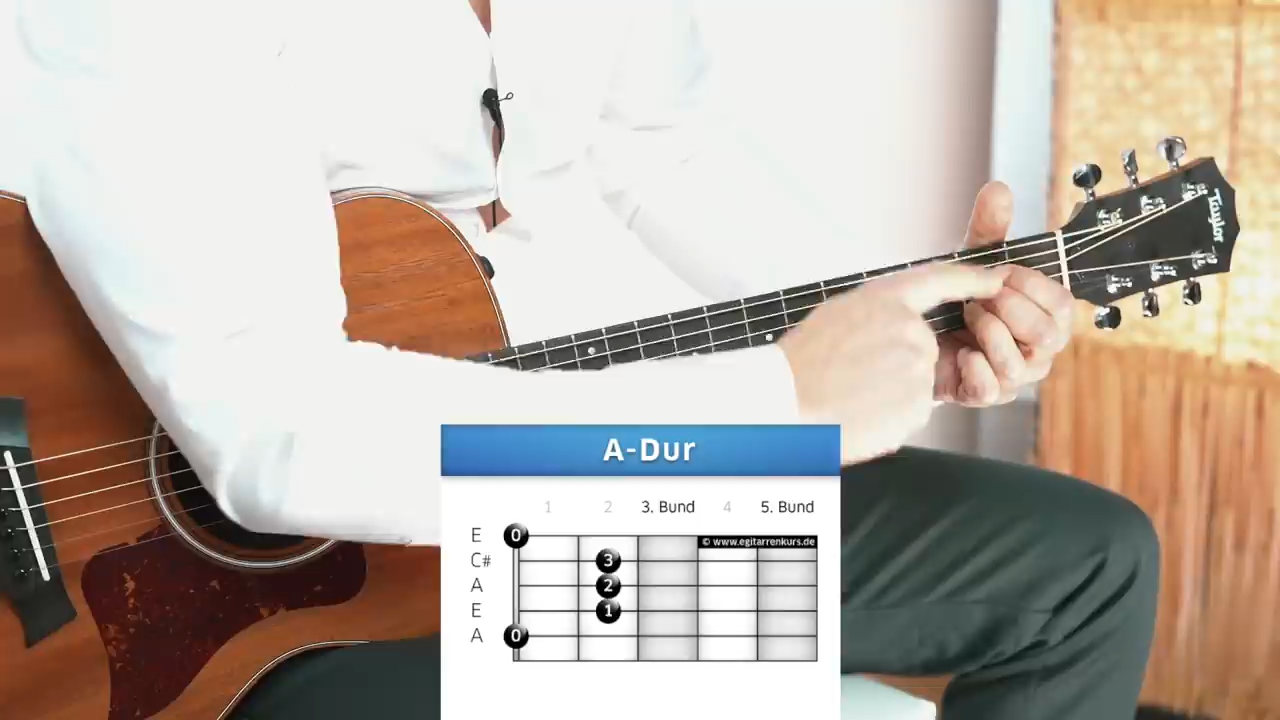 Taylor
A-Dur
1 2 3. Bund 4 5. Bund
E 0 © www.egitarrenkurs.de
C# 3
A 2
E 1
A 0